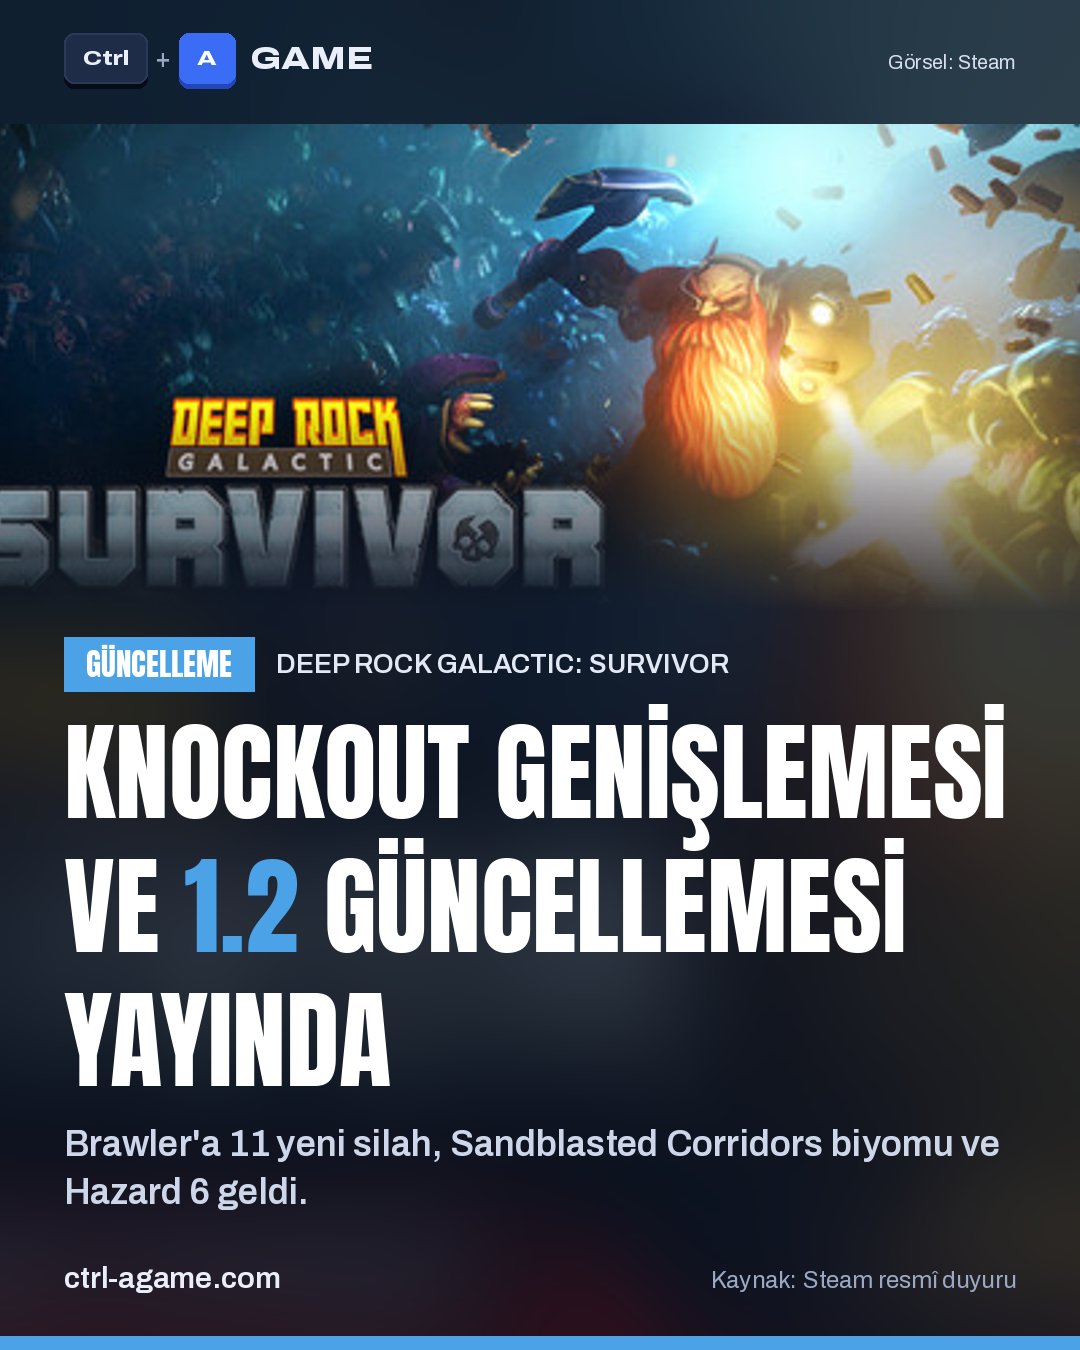 Ctrl + A GAME
Görsel: Steam
DEEP ROCK
GALACTIC
SURVIVOR
GÜNCELLEME DEEP ROCK GALACTIC: SURVIVOR
KNOCKOUT GENİŞLEMESİ
VE 1.2 GÜNCELLEMESİ
YAYINDA
Brawler'a 11 yeni silah, Sandblasted Corridors biyomu ve
Hazard 6 geldi.
ctrl-agame.com
Kaynak: Steam resmî duyuru